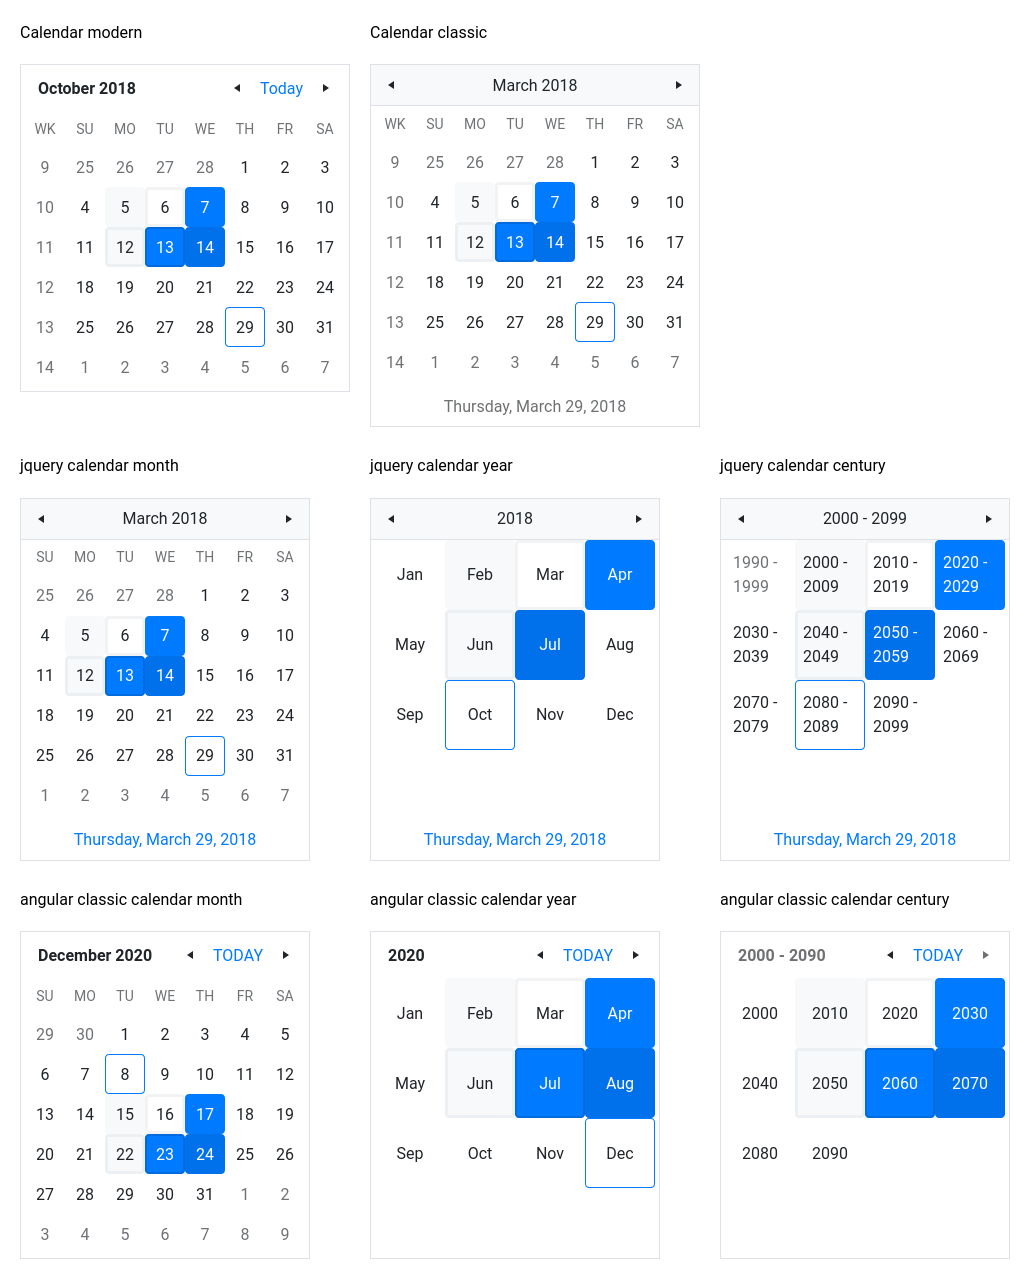 Calendar modern
October 2018 Today
WK SU MO TU WE TH FR SA
9 25 26 27 28 1 2 3
10 4 5 6 7 8 9 10
11 11 12 13 14 15 16 17
12 18 19 20 21 22 23 24
13 25 26 27 28 29 30 31
14 1 2 3 4 5 6 7
Calendar classic
March 2018
WK SU MO TU WE TH FR SA
9 25 26 27 28 1 2 3
10 4 5 6 7 8 9 10
11 11 12 13 14 15 16 17
12 18 19 20 21 22 23 24
13 25 26 27 28 29 30 31
14 1 2 3 4 5 6 7
Thursday, March 29, 2018
jquery calendar month
March 2018
SU MO TU WE TH FR SA
25 26 27 28 1 2 3
4 5 6 7 8 9 10
11 12 13 14 15 16 17
18 19 20 21 22 23 24
25 26 27 28 29 30 31
1 2 3 4 5 6 7
Thursday, March 29, 2018
jquery calendar year
2018
Jan Feb Mar Apr
May Jun Jul Aug
Sep Oct Nov Dec
Thursday, March 29, 2018
jquery calendar century
2000 - 2099
1990 - 2000 - 2010 - 2020 -
1999 2009 2019 2029
2030 - 2040 - 2050 - 2060 -
2039 2049 2059 2069
2070 - 2080 - 2090 -
2079 2089 2099
Thursday, March 29, 2018
angular classic calendar month
December 2020 TODAY
SU MO TU WE TH FR SA
29 30 1 2 3 4 5
6 7 8 9 10 11 12
13 14 15 16 17 18 19
20 21 22 23 24 25 26
27 28 29 30 31 1 2
3 4 5 6 7 8 9
angular classic calendar year
2020 TODAY
Jan Feb Mar Apr
May Jun Jul Aug
Sep Oct Nov Dec
angular classic calendar century
2000 - 2090 TODAY
2000 2010 2020 2030
2040 2050 2060 2070
2080 2090